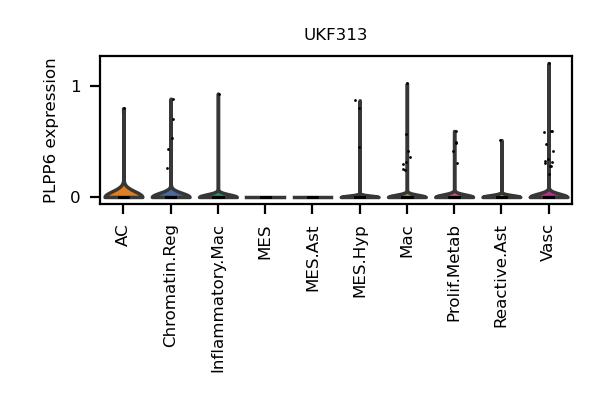 UKF313
PLPP6 expression
1
0
AC
Chromatin.Reg
Inflammatory.Mac
MES
MES.Ast
MES.Hyp
Mac
Prolif.Metab
Reactive.Ast
Vasc